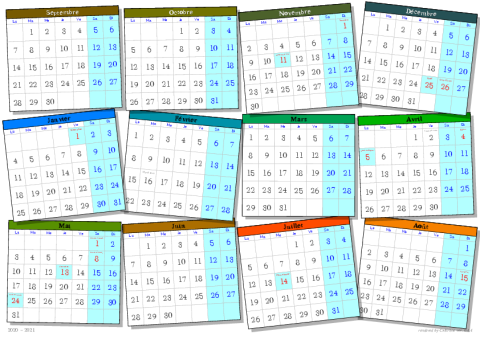 Septembre
Lu Ma Me Je Ve Sa Di
1 2 3 4 5 6
7 8 9 10 11 12 13
14 15 16 17 18 19 20
21 22 23 24 25 26 27
28 29 30
Octobre
Lu Ma Me Je Ve Sa Di
1 2 3 4
5 6 7 8 9 10 11
12 13 14 15 16 17 18
19 20 21 22 23 24 25
26 27 28 29 30 31
Novembre
Lu Ma Me Je Ve Sa Di
1
2 3 4 5 6 7 8
9 10 11 12 13 14 15
16 17 18 19 20 21 22
23 24 25 26 27 28 29
30
Décembre
Lu Ma Me Je Ve Sa Di
1 2 3 4 5 6
7 8 9 10 11 12 13
14 15 16 17 18 19 20
21 22 23 24 25 26 27
28 29 30 31
Janvier
Lu Ma Me Je Ve Sa Di
1 2 3
4 5 6 7 8 9 10
11 12 13 14 15 16 17
18 19 20 21 22 23 24
25 26 27 28 29 30 31
Février
Lu Ma Me Je Ve Sa Di
1 2 3 4 5 6 7
8 9 10 11 12 13 14
15 16 17 18 19 20 21
22 23 24 25 26 27 28
Mars
Lu Ma Me Je Ve Sa Di
1 2 3 4 5 6 7
8 9 10 11 12 13 14
15 16 17 18 19 20 21
22 23 24 25 26 27 28
29 30 31
Avril
Lu Ma Me Je Ve Sa Di
1 2 3 4
5 6 7 8 9 10 11
12 13 14 15 16 17 18
19 20 21 22 23 24 25
26 27 28 29 30
Mai
Lu Ma Me Je Ve Sa Di
1 2
3 4 5 6 7 8 9
10 11 12 13 14 15 16
17 18 19 20 21 22 23
24 25 26 27 28 29 30
31
Juin
Lu Ma Me Je Ve Sa Di
1 2 3 4 5 6
7 8 9 10 11 12 13
14 15 16 17 18 19 20
21 22 23 24 25 26 27
28 29 30
Juillet
Lu Ma Me Je Ve Sa Di
1 2 3 4
5 6 7 8 9 10 11
12 13 14 15 16 17 18
19 20 21 22 23 24 25
26 27 28 29 30 31
Août
Lu Ma Me Je Ve Sa Di
1
2 3 4 5 6 7 8
9 10 11 12 13 14 15
16 17 18 19 20 21 22
23 24 25 26 27 28 29
30 31
2020 - 2021